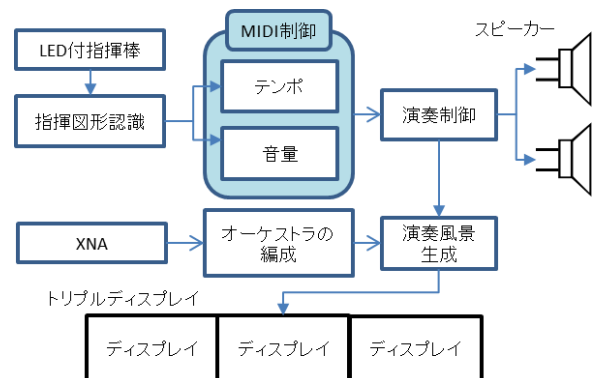 MIDI制御
スピーカー
LED付指揮棒
テンポ
指揮図形認識
演奏制御
音量
XNA
オーケストラの
編成
演奏風景
生成
トリプルディスプレイ
ディスプレイ
ディスプレイ
ディスプレイ